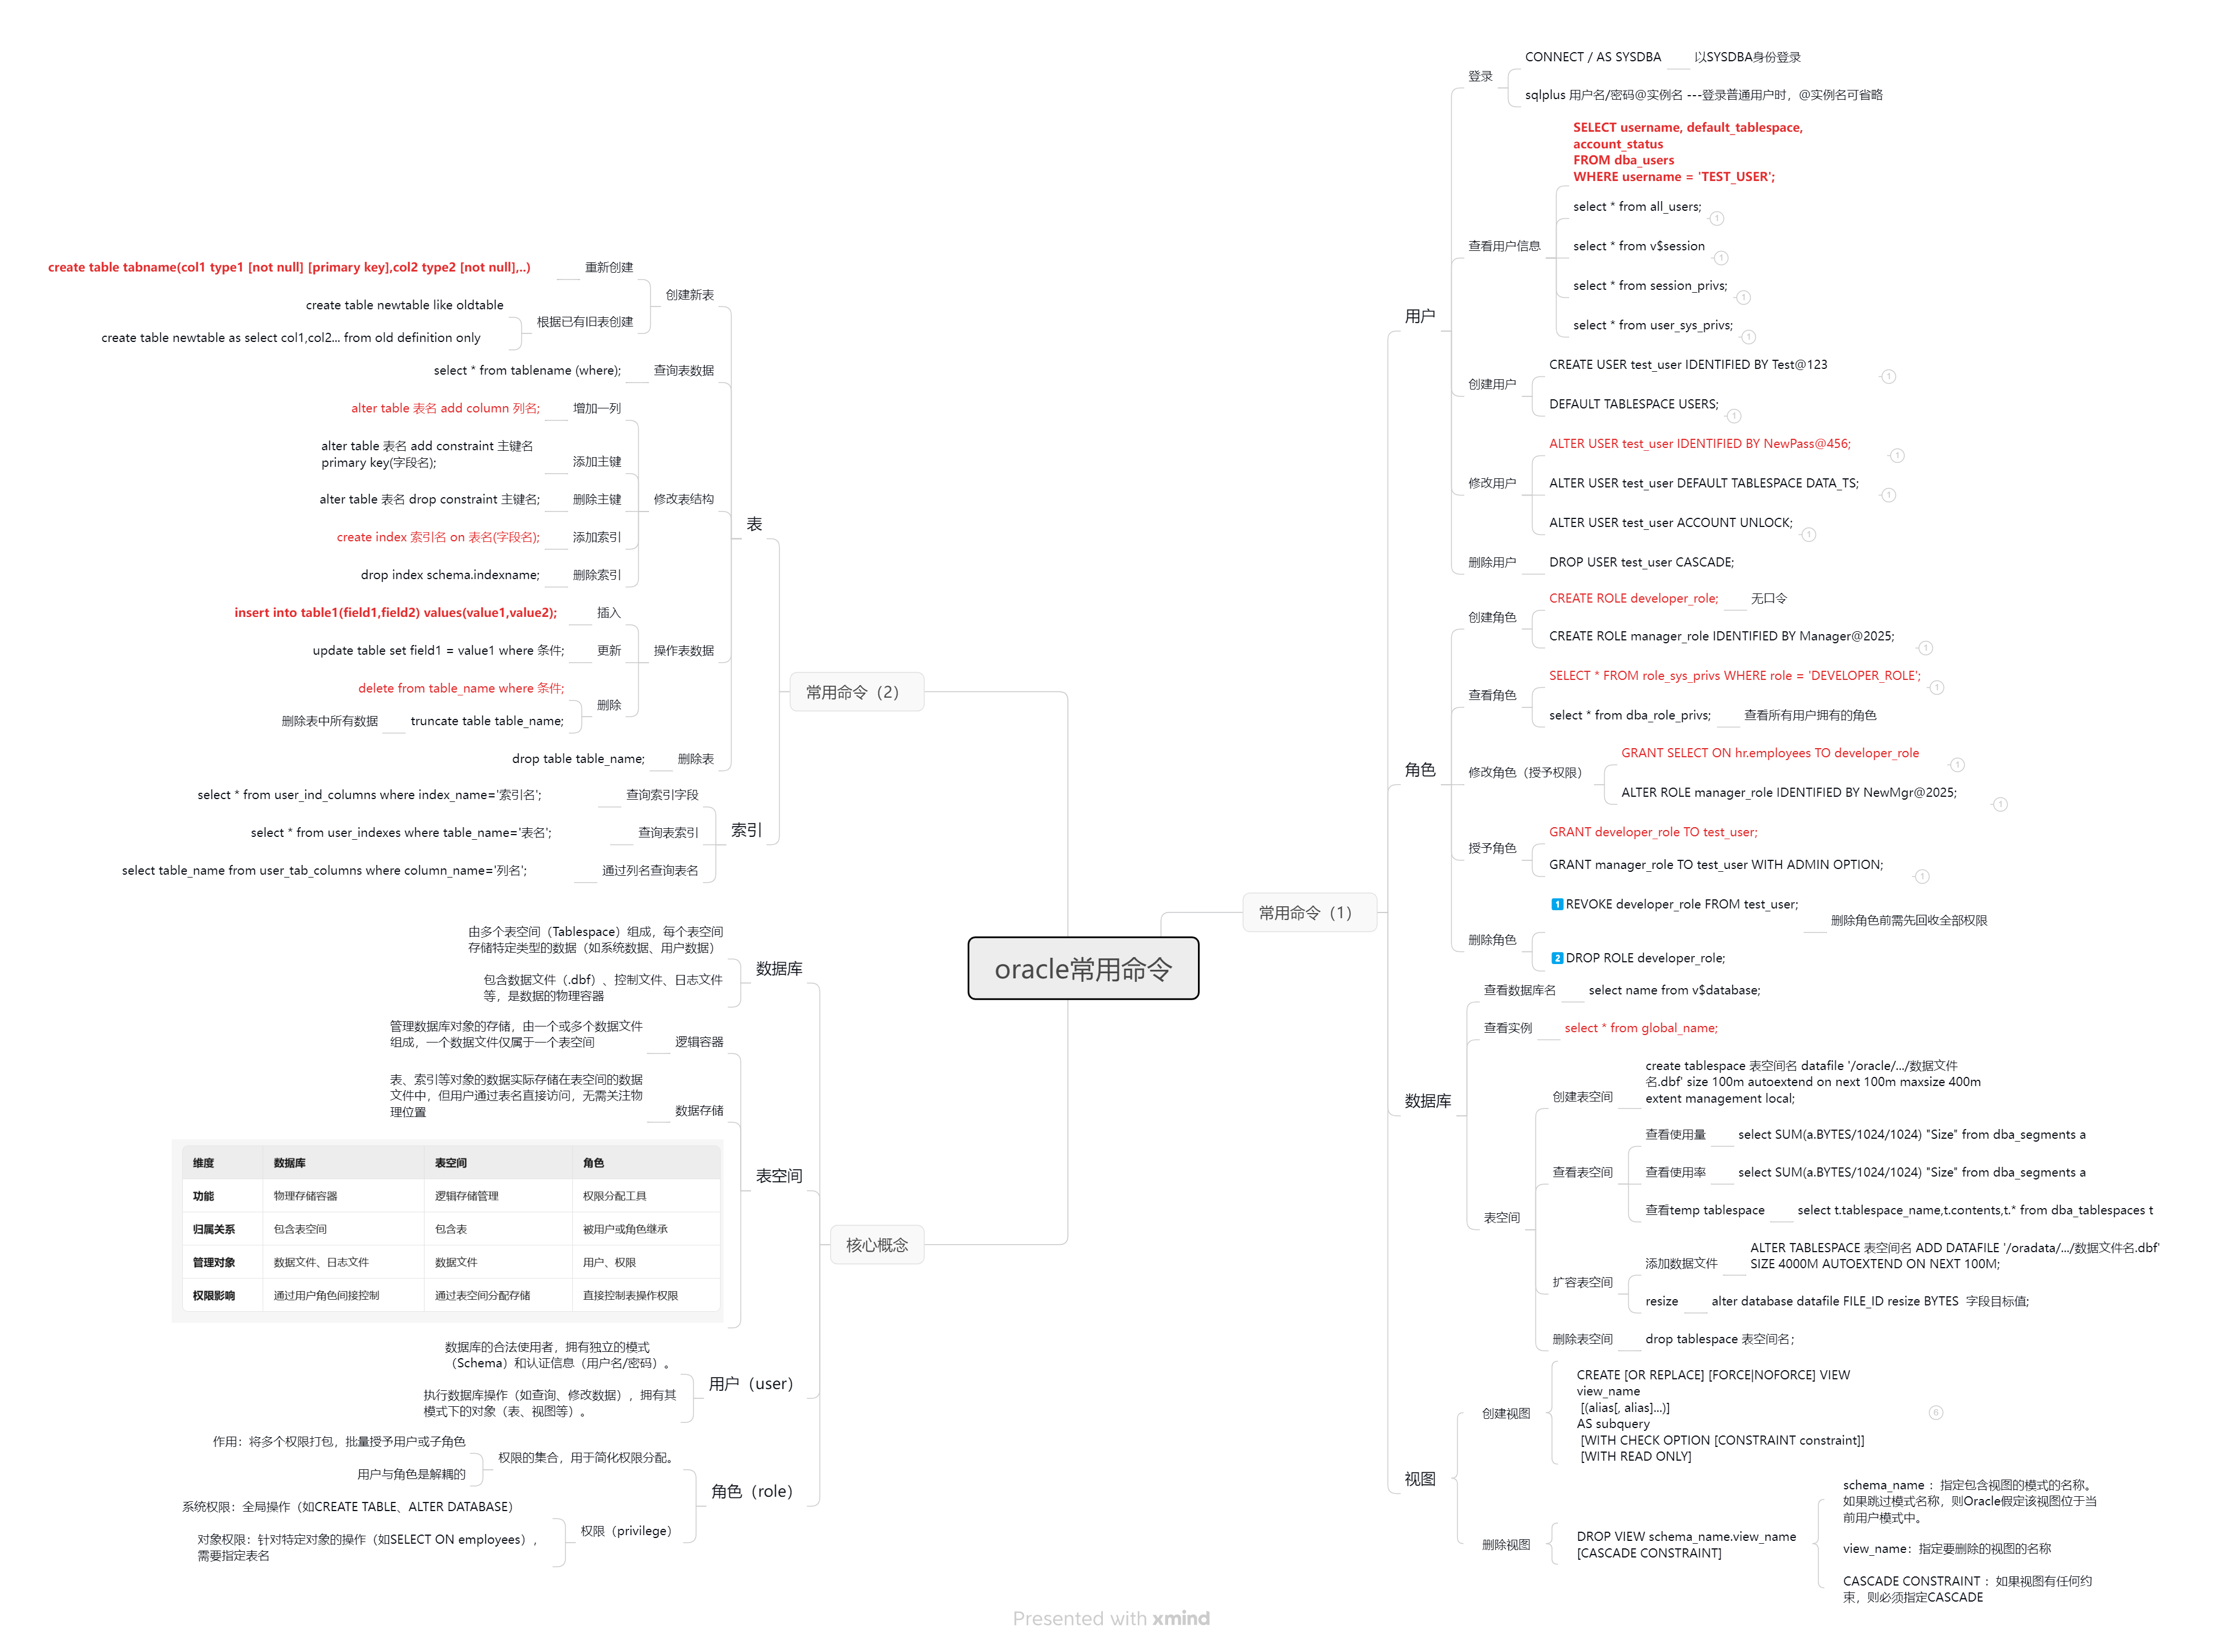 oracle常用命令
常用命令（1）
用户
登录
CONNECT / AS SYSDBA
以SYSDBA身份登录
sqlplus 用户名/密码@实例名 ---登录普通用户时，@实例名可省略
查看用户信息
SELECT username, default_tablespace,
account_status
FROM dba_users
WHERE username = 'TEST_USER';
select * from all_users;
1
select * from v$session
1
select * from session_privs;
1
select * from user_sys_privs;
1
创建用户
CREATE USER test_user IDENTIFIED BY Test@123
1
DEFAULT TABLESPACE USERS;
1
修改用户
ALTER USER test_user IDENTIFIED BY NewPass@456;
1
ALTER USER test_user DEFAULT TABLESPACE DATA_TS;
1
ALTER USER test_user ACCOUNT UNLOCK;
1
删除用户
DROP USER test_user CASCADE;
角色
创建角色
CREATE ROLE developer_role;
无口令
CREATE ROLE manager_role IDENTIFIED BY Manager@2025;
1
查看角色
SELECT * FROM role_sys_privs WHERE role = 'DEVELOPER_ROLE';
1
select * from dba_role_privs;
查看所有用户拥有的角色
修改角色（授予权限）
GRANT SELECT ON hr.employees TO developer_role
1
ALTER ROLE manager_role IDENTIFIED BY NewMgr@2025;
1
授予角色
GRANT developer_role TO test_user;
GRANT manager_role TO test_user WITH ADMIN OPTION;
1
删除角色
1 REVOKE developer_role FROM test_user;
2 DROP ROLE developer_role;
删除角色前需先回收全部权限
数据库
查看数据库名
select name from v$database;
查看实例
select * from global_name;
表空间
创建表空间
create tablespace 表空间名 datafile '/oracle/.../数据文件
名.dbf' size 100m autoextend on next 100m maxsize 400m
extent management local;
查看表空间
查看使用量
select SUM(a.BYTES/1024/1024) "Size" from dba_segments a
查看使用率
select SUM(a.BYTES/1024/1024) "Size" from dba_segments a
查看temp tablespace
select t.tablespace_name,t.contents,t.* from dba_tablespaces t
扩容表空间
添加数据文件
ALTER TABLESPACE 表空间名 ADD DATAFILE '/oradata/.../数据文件名.dbf'
SIZE 4000M AUTOEXTEND ON NEXT 100M;
resize
alter database datafile FILE_ID resize BYTES 字段目标值;
删除表空间
drop tablespace 表空间名；
视图
创建视图
CREATE [OR REPLACE] [FORCE|NOFORCE] VIEW
view_name
[(alias[, alias]...)]
AS subquery
[WITH CHECK OPTION [CONSTRAINT constraint]]
[WITH READ ONLY]
6
删除视图
DROP VIEW schema_name.view_name
[CASCADE CONSTRAINT]
schema_name ：指定包含视图的模式的名称。
如果跳过模式名称，则Oracle假定该视图位于当
前用户模式中。
view_name：指定要删除的视图的名称
CASCADE CONSTRAINT ：如果视图有任何约
束，则必须指定CASCADE
常用命令（2）
表
创建新表
重新创建
create table tabname(col1 type1 [not null] [primary key],col2 type2 [not null],..)
根据已有旧表创建
create table newtable like oldtable
create table newtable as select col1,col2... from old definition only
查询表数据
select * from tablename (where);
修改表结构
增加一列
alter table 表名 add column 列名;
添加主键
alter table 表名 add constraint 主键名
primary key(字段名);
删除主键
alter table 表名 drop constraint 主键名;
添加索引
create index 索引名 on 表名(字段名);
删除索引
drop index schema.indexname;
操作表数据
插入
insert into table1(field1,field2) values(value1,value2);
更新
update table set field1 = value1 where 条件;
删除
delete from table_name where 条件;
truncate table table_name;
删除表中所有数据
删除表
drop table table_name;
索引
查询索引字段
select * from user_ind_columns where index_name='索引名';
查询表索引
select * from user_indexes where table_name='表名';
通过列名查询表名
select table_name from user_tab_columns where column_name='列名';
核心概念
数据库
由多个表空间（Tablespace）组成，每个表空间
存储特定类型的数据（如系统数据、用户数据）
包含数据文件（.dbf）、控制文件、日志文件
等，是数据的物理容器
表空间
逻辑容器
管理数据库对象的存储，由一个或多个数据文件
组成，一个数据文件仅属于一个表空间
数据存储
表、索引等对象的数据实际存储在表空间的数据
文件中，但用户通过表名直接访问，无需关注物
理位置
维度 数据库 表空间 角色
功能 物理存储容器 逻辑存储管理 权限分配工具
归属关系 包含表空间 包含表 被用户或角色继承
管理对象 数据文件、日志文件 数据文件 用户、权限
权限影响 通过用户角色间接控制 通过表空间分配存储 直接控制表操作权限
用户（user）
数据库的合法使用者，拥有独立的模式
（Schema）和认证信息（用户名/密码）。
执行数据库操作（如查询、修改数据），拥有其
模式下的对象（表、视图等）。
角色（role）
权限的集合，用于简化权限分配。
作用：将多个权限打包，批量授予用户或子角色
用户与角色是解耦的
权限（privilege）
系统权限：全局操作（如CREATE TABLE、ALTER DATABASE）
对象权限：针对特定对象的操作（如SELECT ON employees），
需要指定表名
Presented with xmind